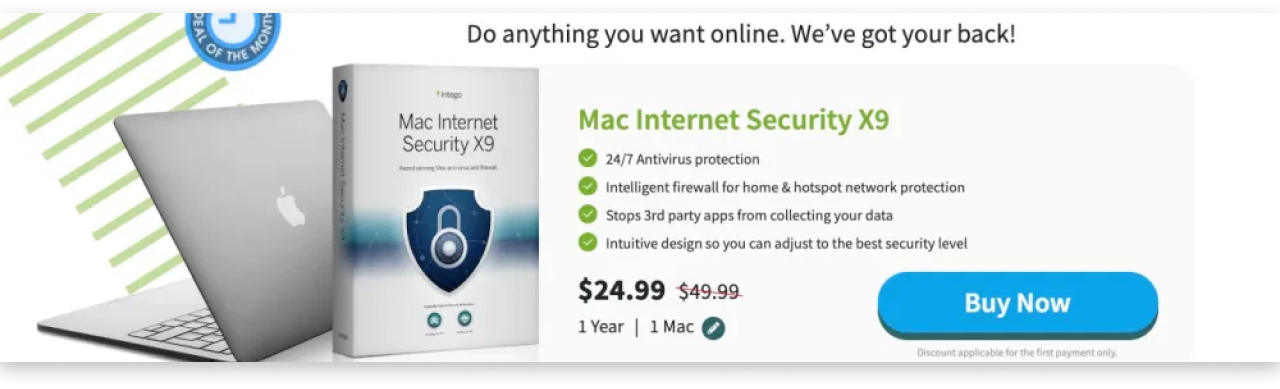 DEAL OF THE MONTH
Do anything you want online. We’ve got your back!
intego
Mac Internet
Security X9
Award winning Mac antivirus and firewall
Mac Internet Security X9
Mac Internet Security X9
24/7 Antivirus protection
Intelligent firewall for home & hotspot network protection
Stops 3rd party apps from collecting your data
Intuitive design so you can adjust to the best security level
$24.99 $49.99
1 Year | 1 Mac
Buy Now
Discount applicable for the first payment only.